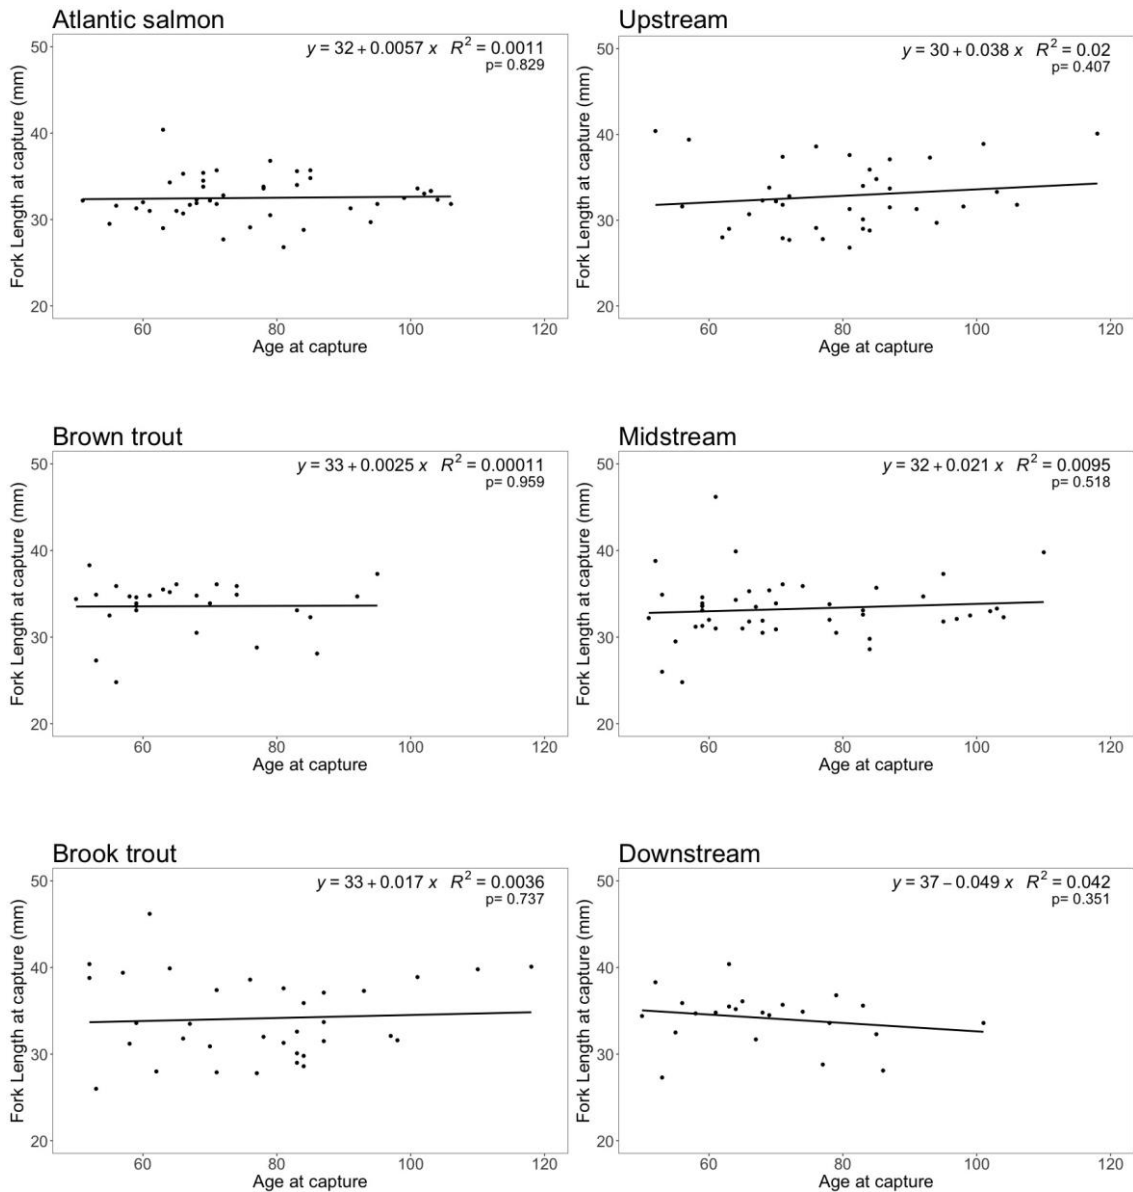 Atlantic salmon
y = 32 + 0.0057 x   R² = 0.0011
p= 0.829
50
40
30
20
Fork Length at capture (mm)
60 80 100 120
Age at capture
Upstream
y = 30 + 0.038 x   R² = 0.02
p= 0.407
50
40
30
20
Fork Length at capture (mm)
60 80 100 120
Age at capture
Brown trout
y = 33 + 0.0025 x   R² = 0.00011
p= 0.959
50
40
30
20
Fork Length at capture (mm)
60 80 100 120
Age at capture
Midstream
y = 32 + 0.021 x   R² = 0.0095
p= 0.518
50
40
30
20
Fork Length at capture (mm)
60 80 100 120
Age at capture
Brook trout
y = 33 + 0.017 x   R² = 0.0036
p= 0.737
50
40
30
20
Fork Length at capture (mm)
60 80 100 120
Age at capture
Downstream
y = 37 − 0.049 x   R² = 0.042
p= 0.351
50
40
30
20
Fork Length at capture (mm)
60 80 100 120
Age at capture